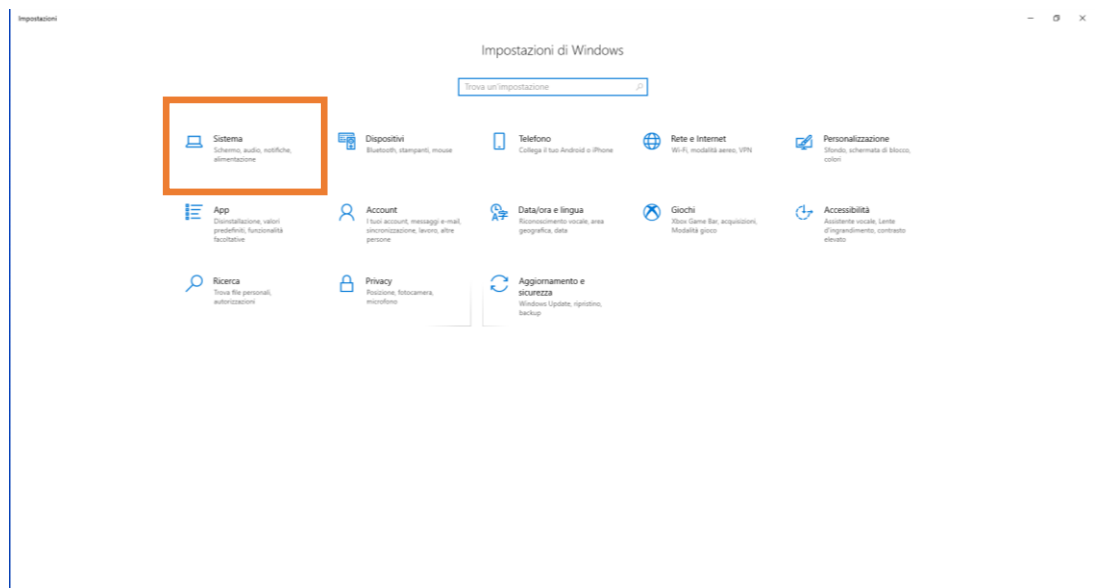 Impostazioni
Impostazioni di Windows
Trova un'impostazione
Sistema
Schermo, audio, notifiche,
alimentazione
Dispositivi
Bluetooth, stampanti, mouse
Telefono
Collega il tuo Android o iPhone
Rete e Internet
Wi-Fi, modalità aereo, VPN
Personalizzazione
Sfondo, schermata di blocco,
colori
App
Disinstallazione, valori
predefiniti, funzionalità
facoltative
Account
I tuoi account, messaggi e-mail,
sincronizzazione, lavoro, altre
persone
Data/ora e lingua
Riconoscimento vocale, area
geografica, data
Giochi
Xbox Game Bar, acquisizioni,
Modalità gioco
Accessibilità
Assistente vocale, Lente
d'ingrandimento, contrasto
elevato
Ricerca
Trova file personali,
autorizzazioni
Privacy
Posizione, fotocamera,
microfono
Aggiornamento e
sicurezza
Windows Update, ripristino,
backup